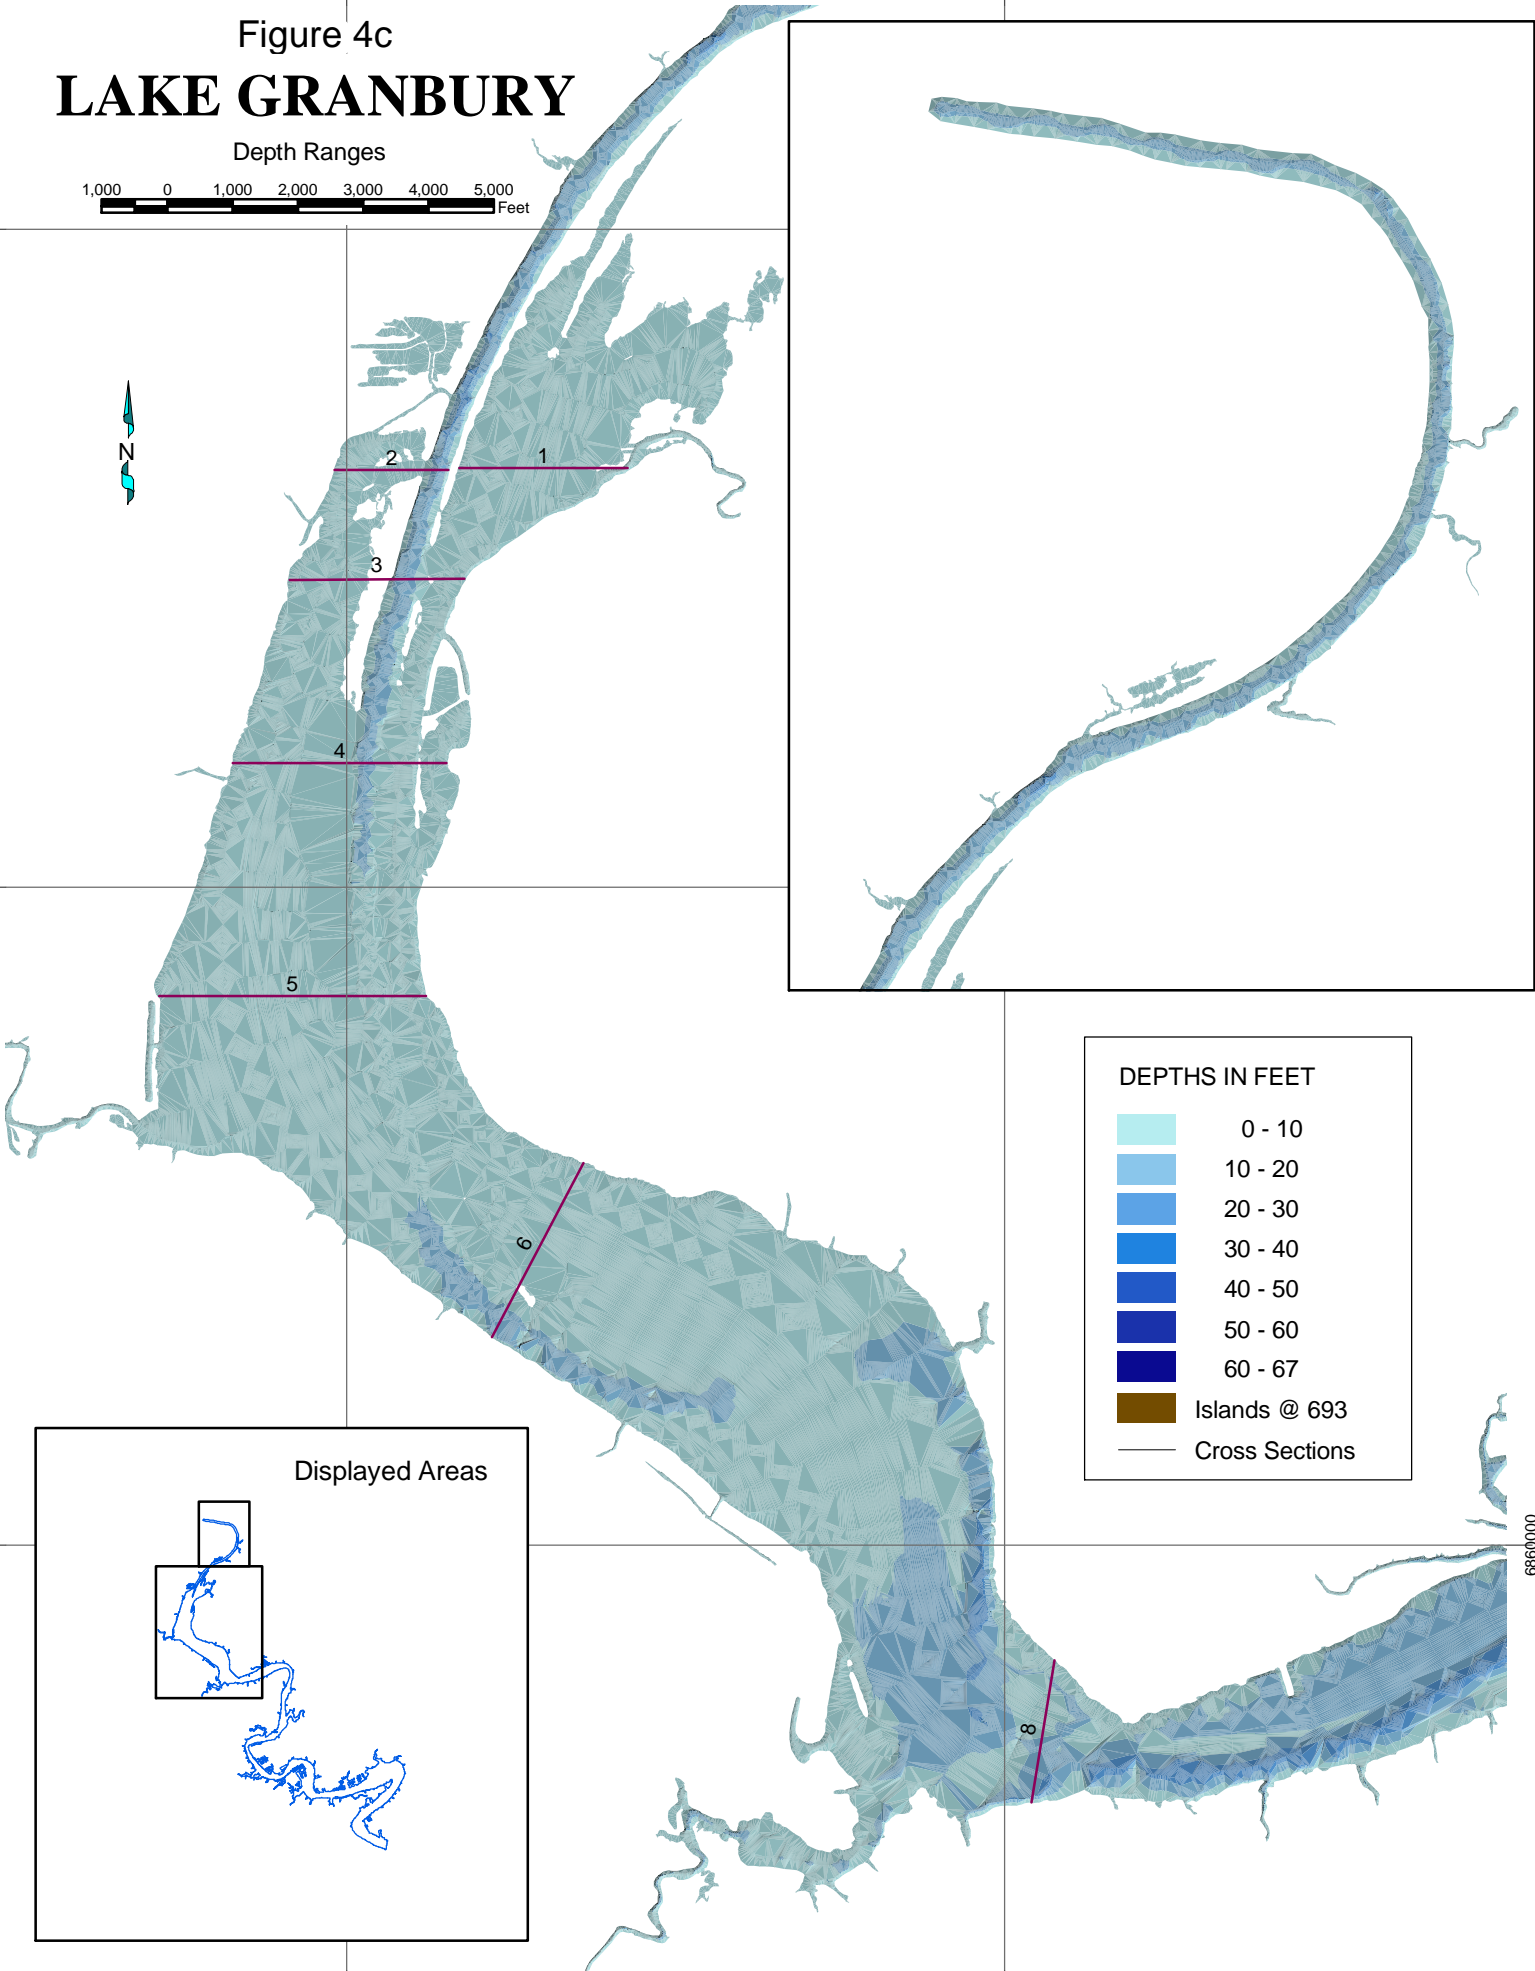 Figure 4c
LAKE GRANBURY
Depth Ranges
1,000 0 1,000 2,000 3,000 4,000 5,000
Feet
N
2
1
3
4
5
6
8
DEPTHS IN FEET
0 - 10
10 - 20
20 - 30
30 - 40
40 - 50
50 - 60
60 - 67
Islands @ 693
Cross Sections
Displayed Areas
6860000